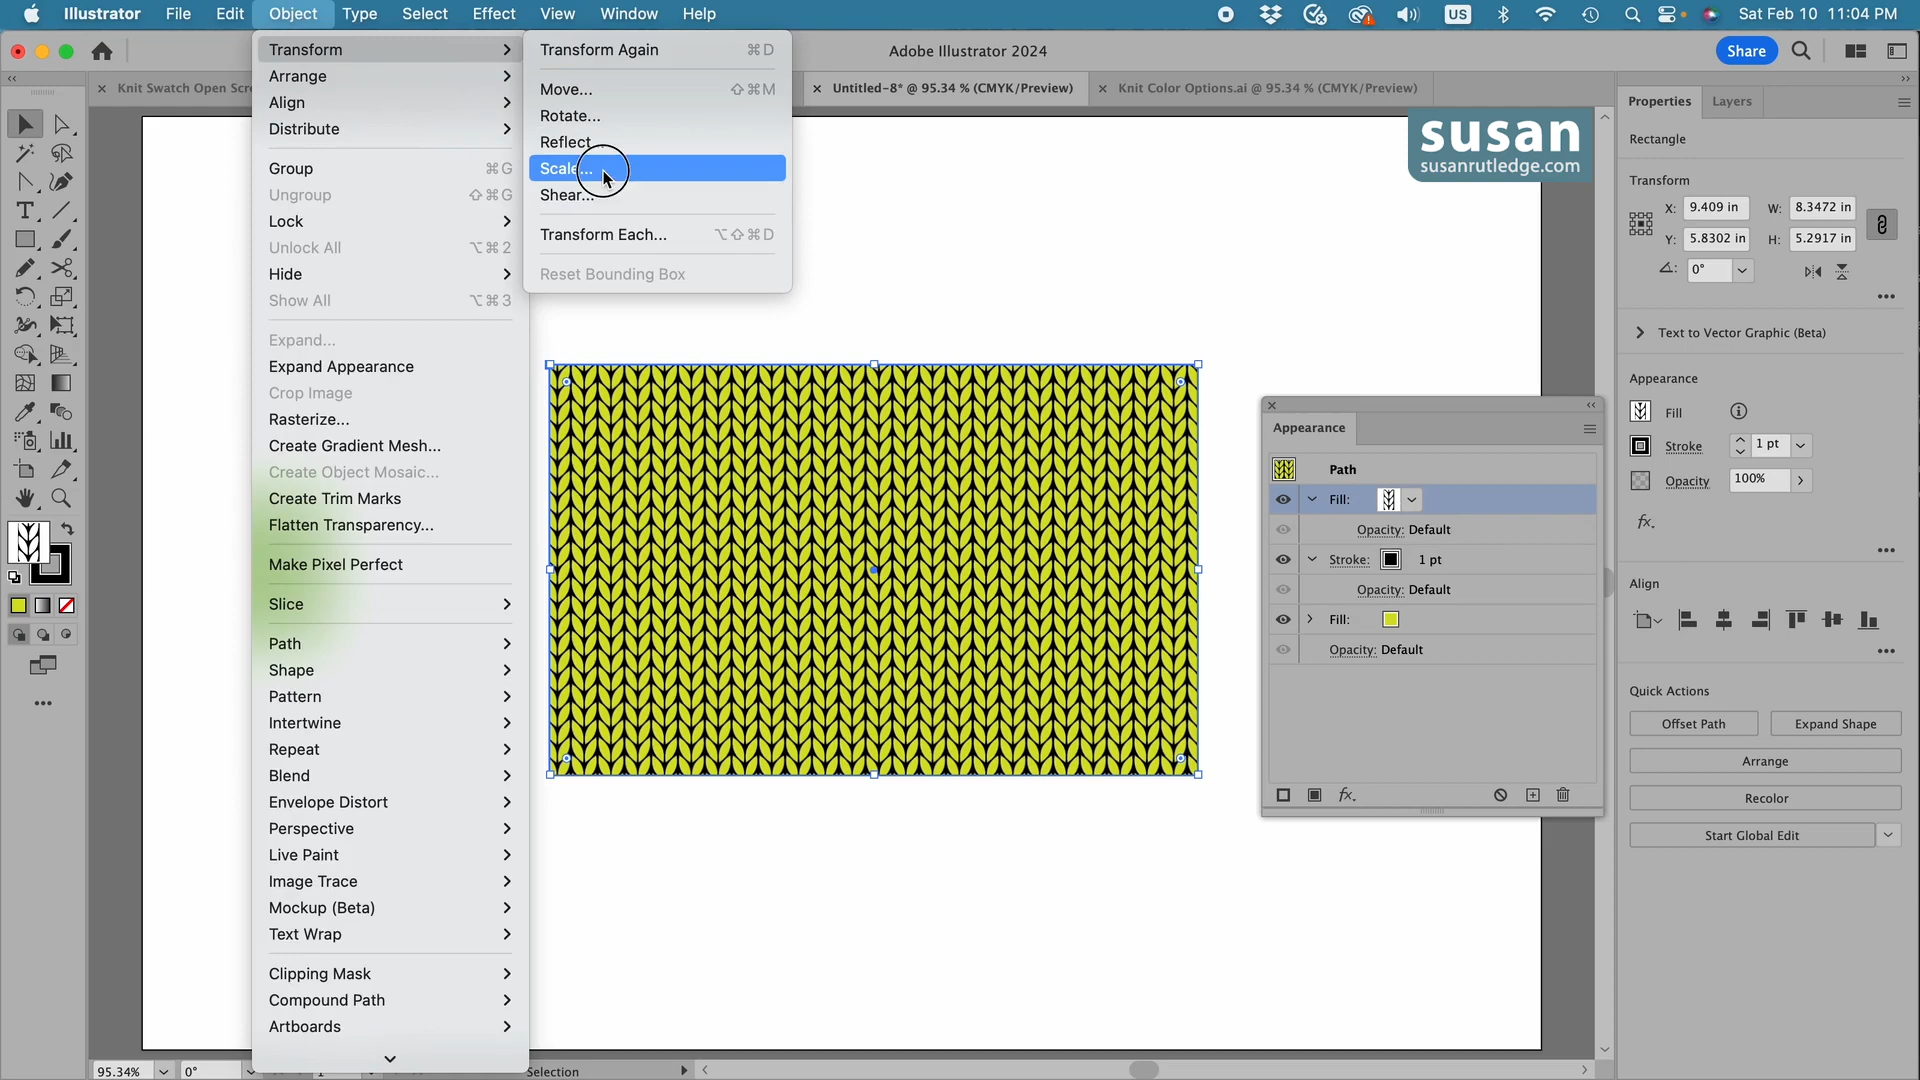 Illustrator File Edit Object Type Select Effect View Window Help
US
Sat Feb 10 11:04 PM
Adobe Illustrator 2024
Share
Knit Swatch Open Scre
Untitled-8* @ 95.34 % (CMYK/Preview)
Knit Color Options.ai @ 95.34 % (CMYK/Preview)
Transform
Arrange
Align
Distribute
Group ⌘G
Ungroup ⇧⌘G
Lock
Unlock All ⌥⌘2
Hide
Show All ⌥⌘3
Expand...
Expand Appearance
Crop Image
Rasterize...
Create Gradient Mesh...
Create Object Mosaic...
Create Trim Marks
Flatten Transparency...
Make Pixel Perfect
Slice
Path
Shape
Pattern
Intertwine
Repeat
Blend
Envelope Distort
Perspective
Live Paint
Image Trace
Mockup (Beta)
Text Wrap
Clipping Mask
Compound Path
Artboards
Transform Again ⌘D
Move... ⇧⌘M
Rotate...
Reflect...
Scale...
Shear...
Transform Each... ⌥⇧⌘D
Reset Bounding Box
susan
susanrutledge.com
Appearance
Path
Fill:
Opacity: Default
Stroke: 1 pt
Opacity: Default
Fill:
Opacity: Default
fx.
Properties Layers
Rectangle
Transform
X: 9.409 in W: 8.3472 in
Y: 5.8302 in H: 5.2917 in
0°
Text to Vector Graphic (Beta)
Appearance
Fill
Stroke 1 pt
Opacity 100%
fx.
Align
Quick Actions
Offset Path Expand Shape
Arrange
Recolor
Start Global Edit
95.34% 0° Selection